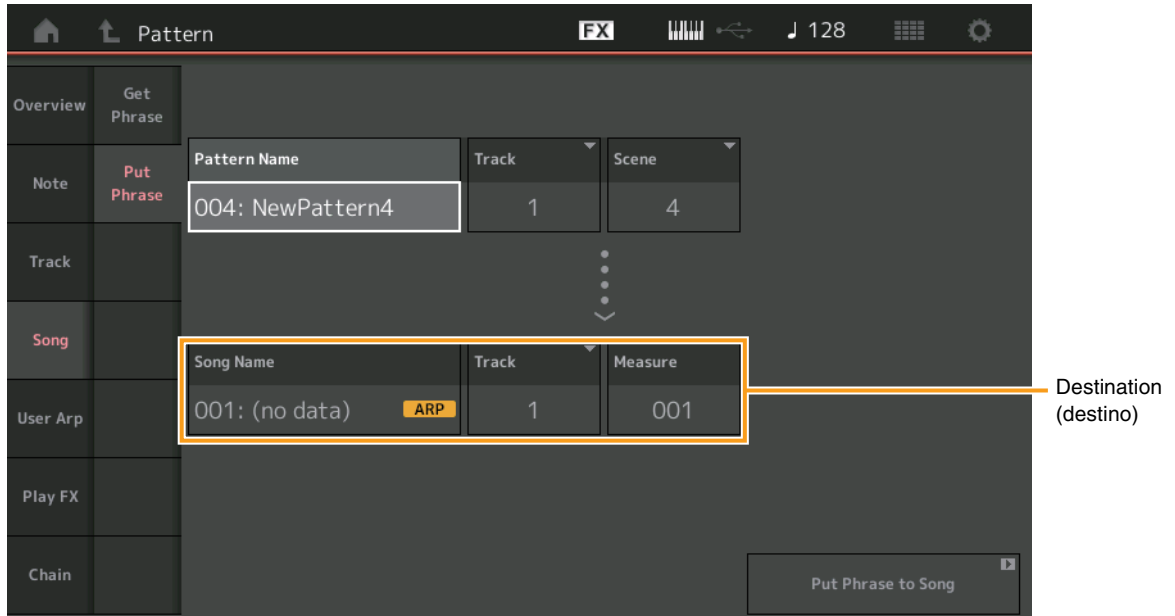 Pattern
FX
♩ 128
Overview
Get
Phrase
Note
Put
Phrase
Pattern Name
Track
Scene
004: NewPattern4
1
4
Track
Song
Song Name
Track
Measure
001: (no data)
ARP
1
001
Destination
(destino)
User Arp
Play FX
Chain
Put Phrase to Song